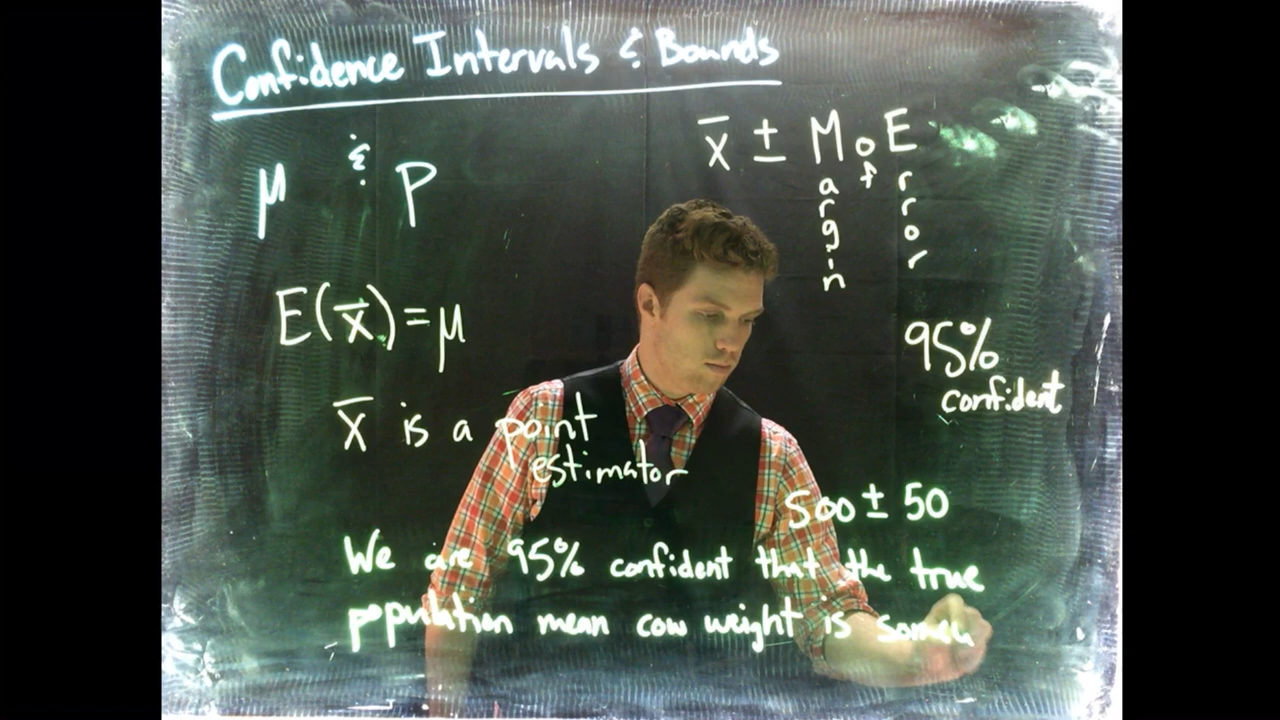 Confidence Intervals & Bounds
μ & p
x̄ ± M o E
Margin
of
Error
E(x̄) = μ
95%
confident
x̄ is a point
estimator
500 ± 50
We are 95% confident that the true
population mean cow weight is